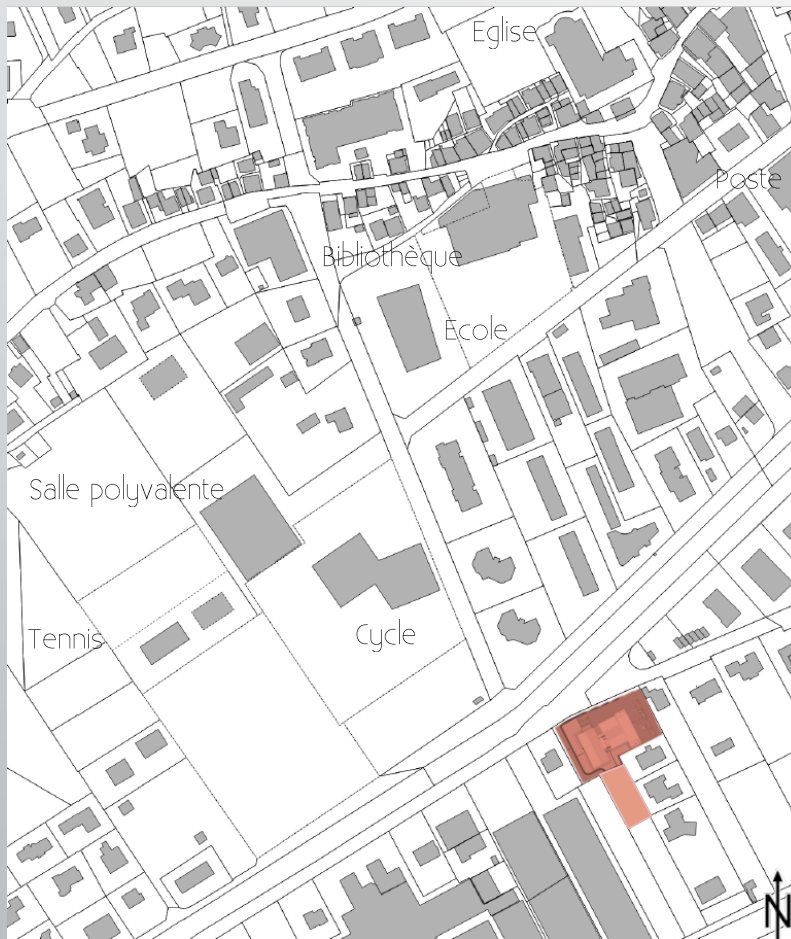 Eglise
Poste
Bibliothèque
Ecole
Salle polyvalente
Tennis
Cycle
N